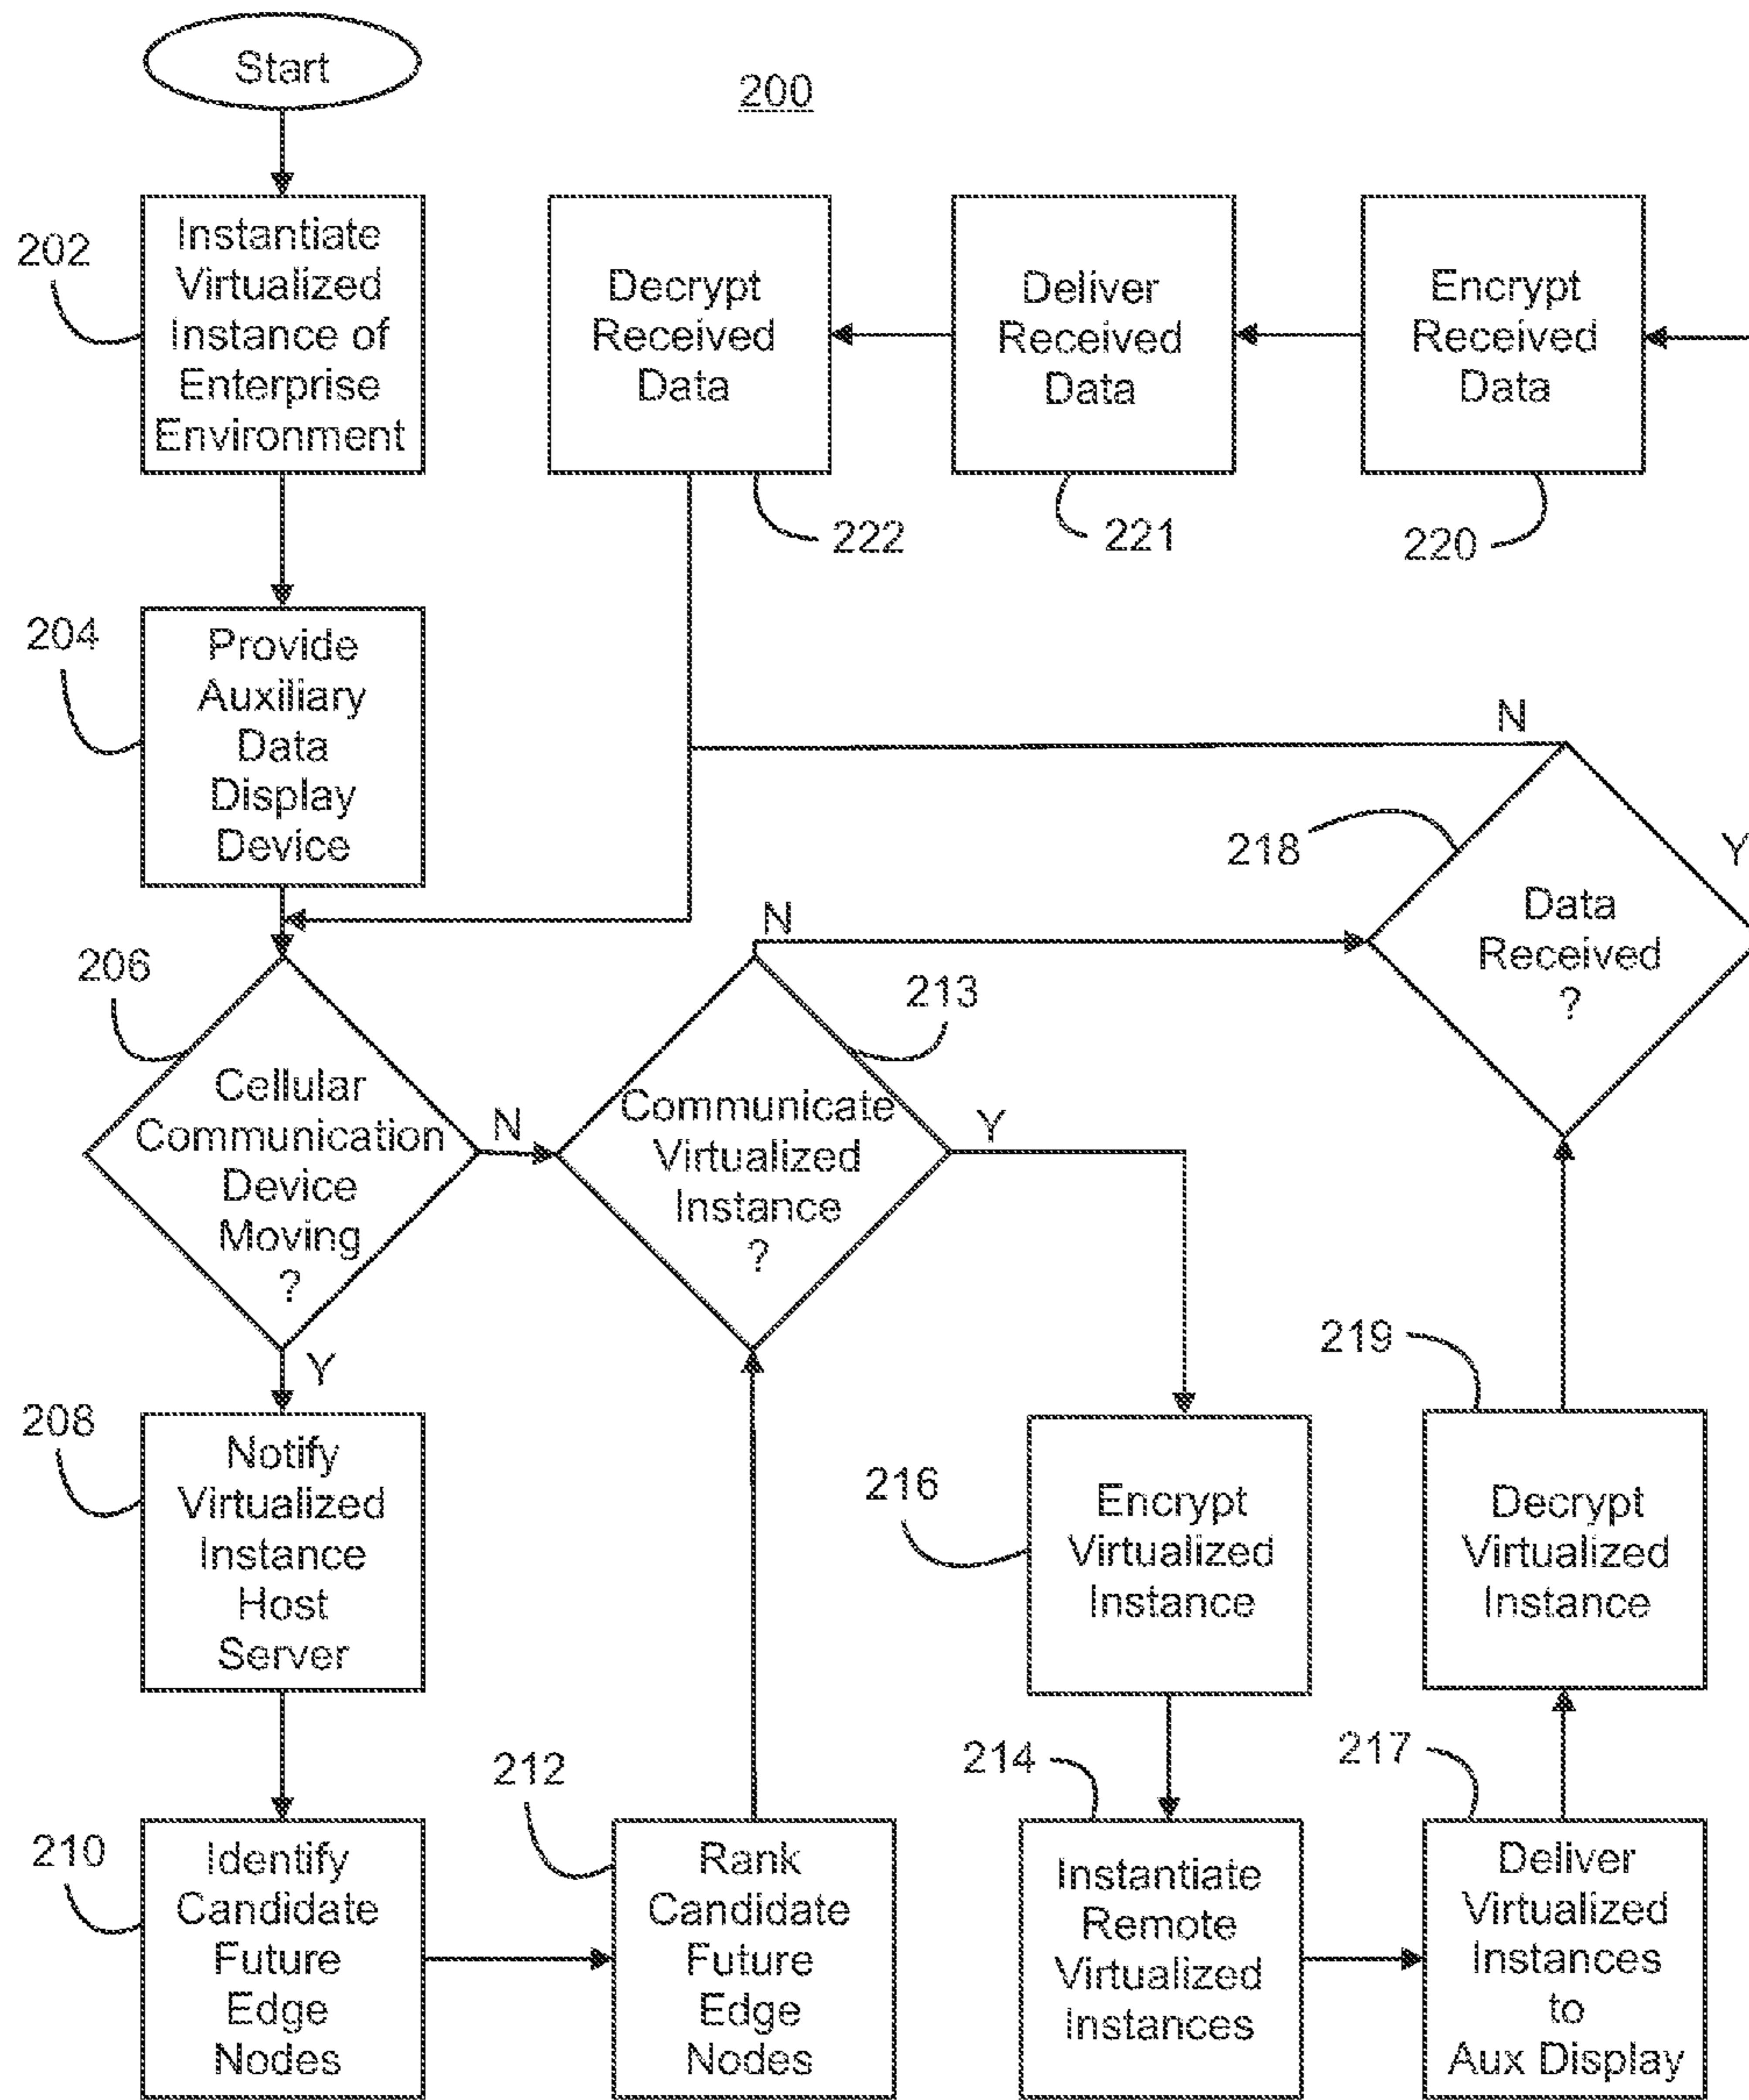 Start
200
202
Instantiate
Virtualized
Instance of
Enterprise
Environment
Decrypt
Received
Data
222
Deliver
Received
Data
221
Encrypt
Received
Data
220
204
Provide
Auxiliary
Data
Display
Device
N
218
Data
Received
?
Y
206
Cellular
Communication
Device
Moving
?
N
Y
N
213
Communicate
Virtualized
Instance
?
Y
208
Notify
Virtualized
Instance
Host
Server
216
Encrypt
Virtualized
Instance
219
Decrypt
Virtualized
Instance
210
Identify
Candidate
Future
Edge
Nodes
212
Rank
Candidate
Future
Edge
Nodes
214
Instantiate
Remote
Virtualized
Instances
217
Deliver
Virtualized
Instances
to
Aux Display